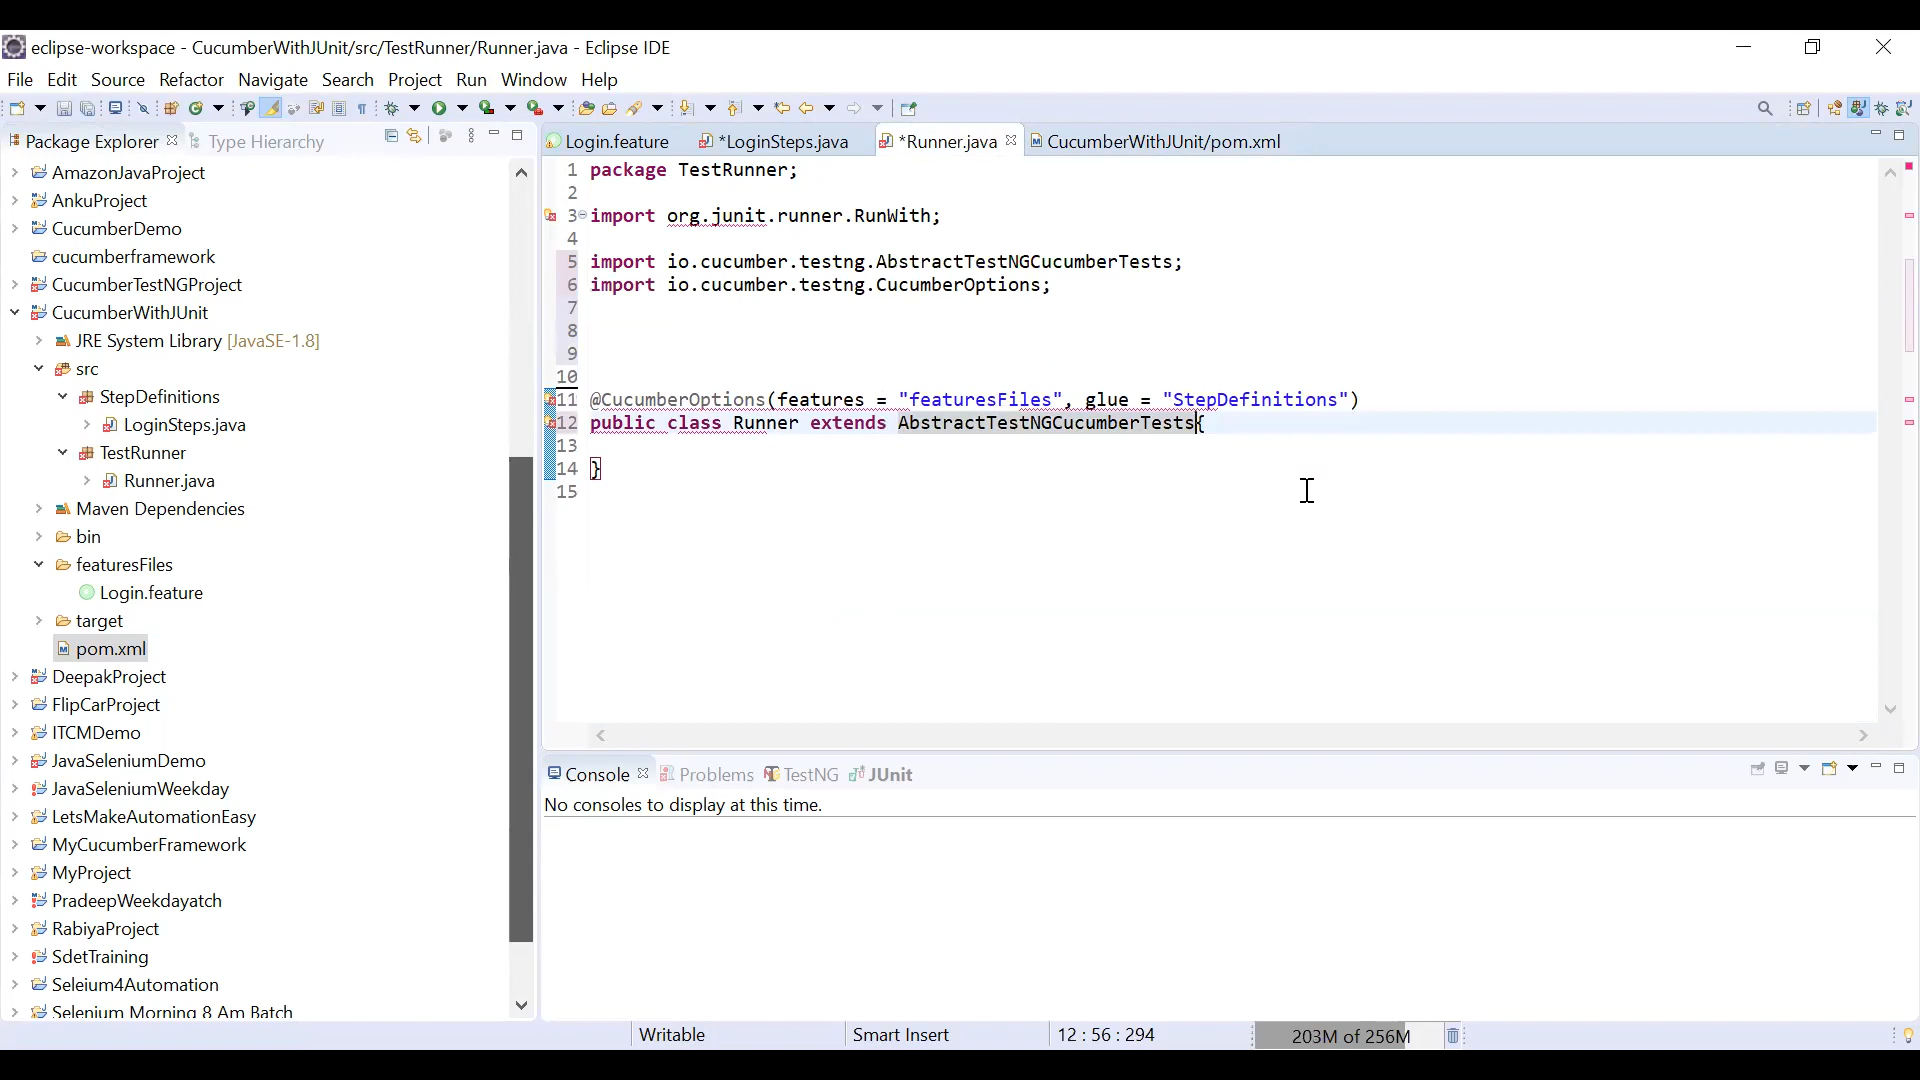 eclipse-workspace - CucumberWithJUnit/src/TestRunner/Runner.java - Eclipse IDE
File Edit Source Refactor Navigate Search Project Run Window Help
Package Explorer Type Hierarchy
AmazonJavaProject
AnkuProject
CucumberDemo
cucumberframework
CucumberTestNGProject
CucumberWithJUnit
JRE System Library [JavaSE-1.8]
src
StepDefinitions
LoginSteps.java
TestRunner
Runner.java
Maven Dependencies
bin
featuresFiles
Login.feature
target
pom.xml
DeepakProject
FlipCarProject
ITCMDemo
JavaSeleniumDemo
JavaSeleniumWeekday
LetsMakeAutomationEasy
MyCucumberFramework
MyProject
PradeepWeekdayatch
RabiyaProject
SdetTraining
Seleium4Automation
Selenium Morning 8 Am Batch
Login.feature *LoginSteps.java *Runner.java CucumberWithJUnit/pom.xml
1 package TestRunner;
2
3 import org.junit.runner.RunWith;
4
5 import io.cucumber.testng.AbstractTestNGCucumberTests;
6 import io.cucumber.testng.CucumberOptions;
7
8
9
10
11 @CucumberOptions(features = "featuresFiles", glue = "StepDefinitions")
12 public class Runner extends AbstractTestNGCucumberTests{
13
14 }
15
Console Problems TestNG JUnit
No consoles to display at this time.
Writable Smart Insert 12 : 56 : 294 203M of 256M